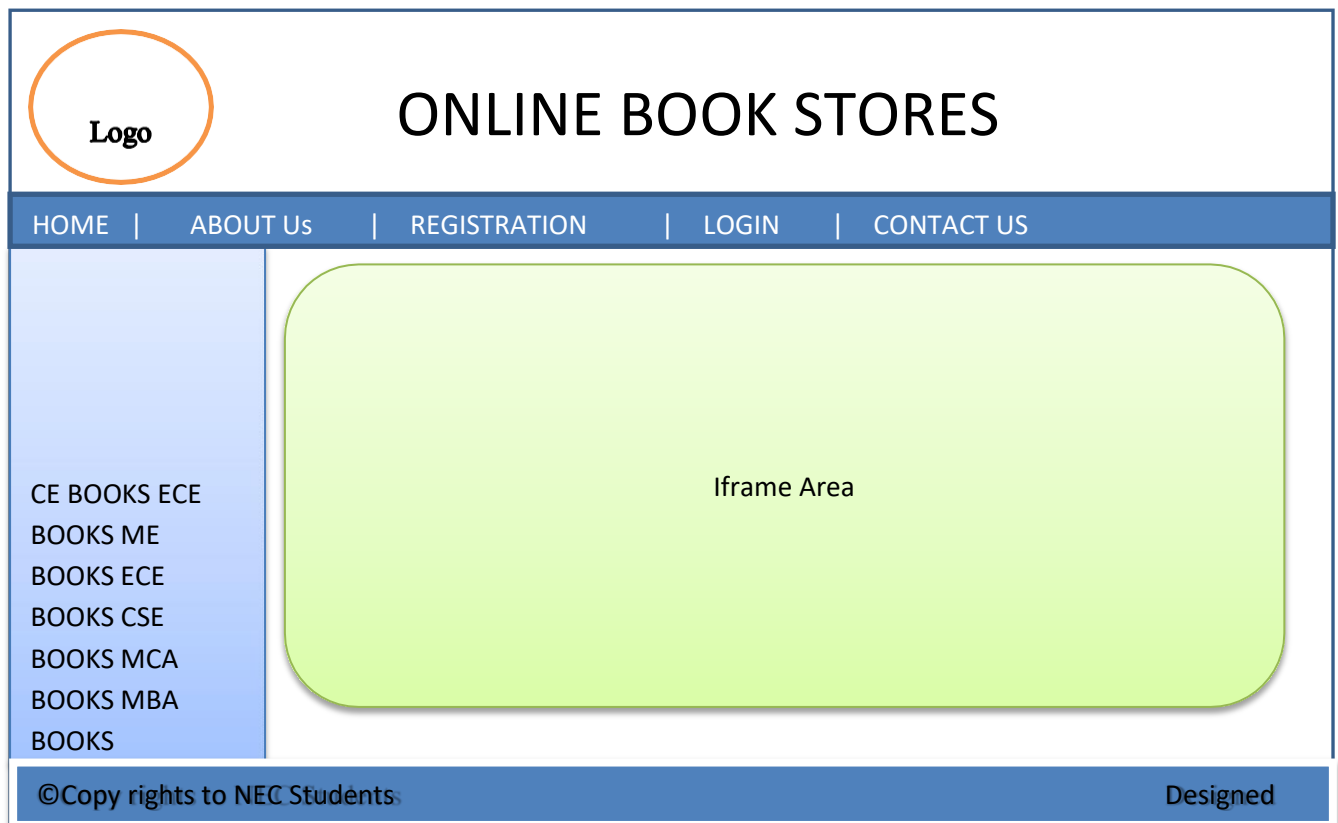 Logo
ONLINE BOOK STORES
HOME | ABOUT Us | REGISTRATION | LOGIN | CONTACT US
CE BOOKS ECE
BOOKS ME
BOOKS ECE
BOOKS CSE
BOOKS MCA
BOOKS MBA
BOOKS
Iframe Area
©Copy rights to NEC Students Designed